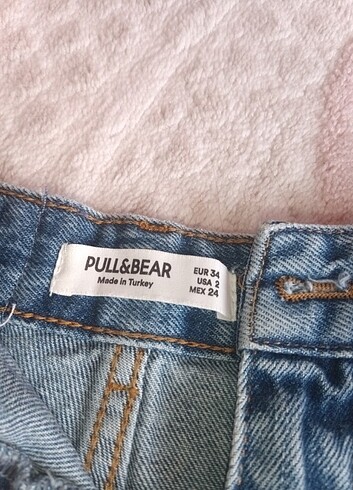 PULL&BEAR
Made in Turkey
EUR 34
USA 2
MEX 24